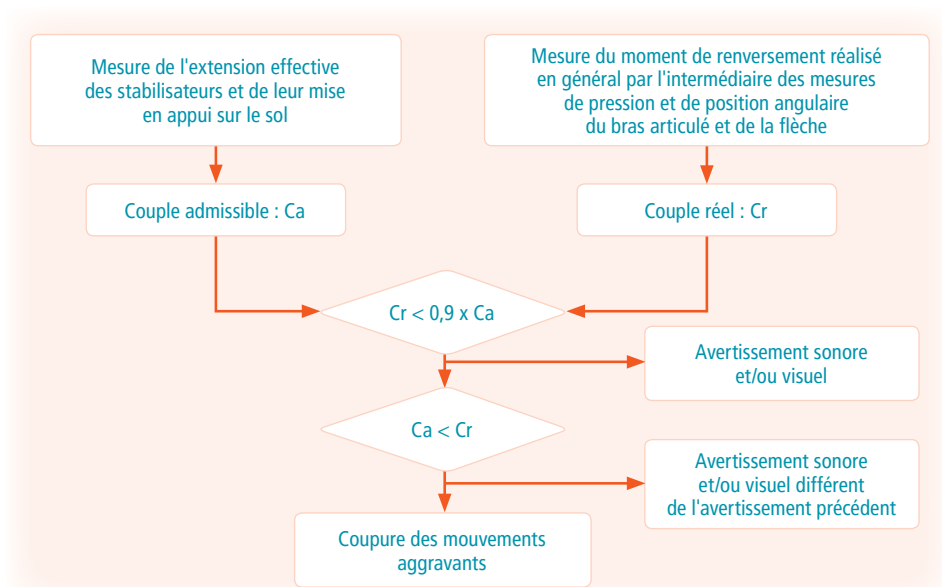 Mesure de l'extension effective
des stabilisateurs et de leur mise
en appui sur le sol
Mesure du moment de renversement réalisé
en général par l'intermédiaire des mesures
de pression et de position angulaire
du bras articulé et de la flèche
Couple admissible : Ca
Couple réel : Cr
Cr < 0,9 x Ca
Avertissement sonore
et/ou visuel
Ca < Cr
Avertissement sonore
et/ou visuel différent
de l'avertissement précédent
Coupure des mouvements
aggravants